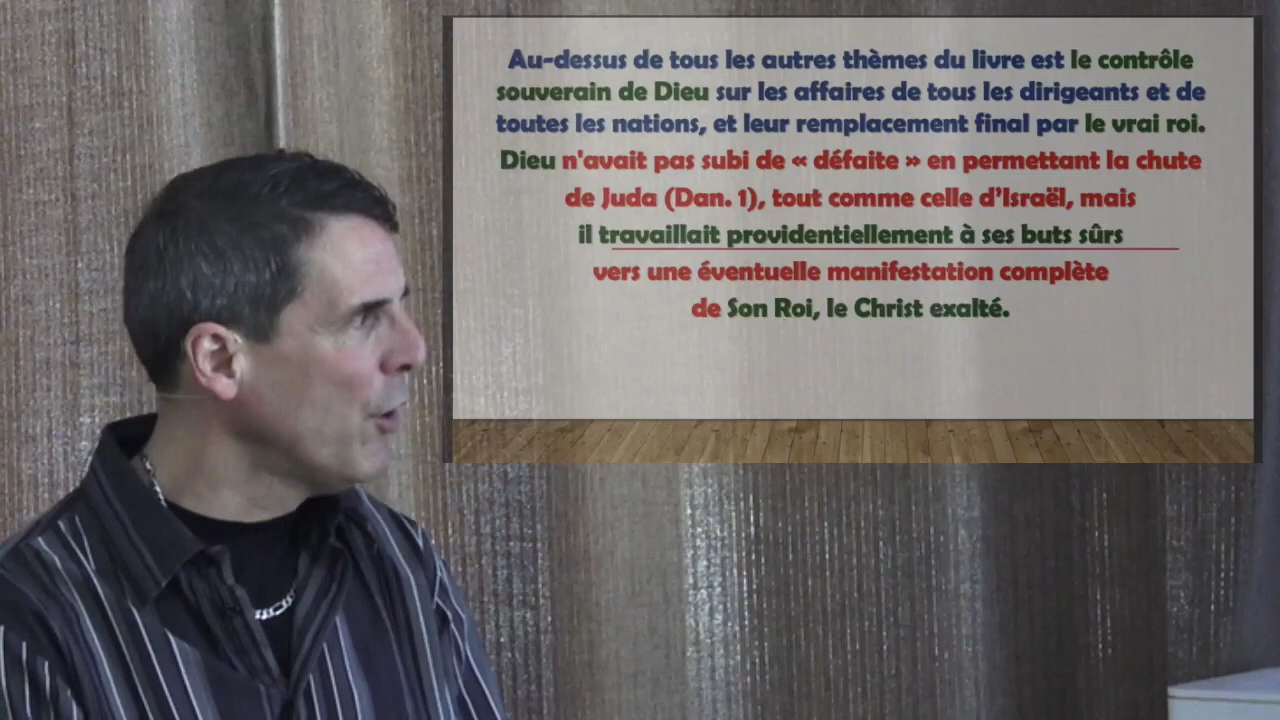 Au-dessus de tous les autres thèmes du livre est le contrôle
souverain de Dieu sur les affaires de tous les dirigeants et de
toutes les nations, et leur remplacement final par le vrai roi.
Dieu n'avait pas subi de « défaite » en permettant la chute
de Juda (Dan. 1), tout comme celle d’Israël, mais
il travaillait providentiellement à ses buts sûrs
vers une éventuelle manifestation complète
de Son Roi, le Christ exalté.